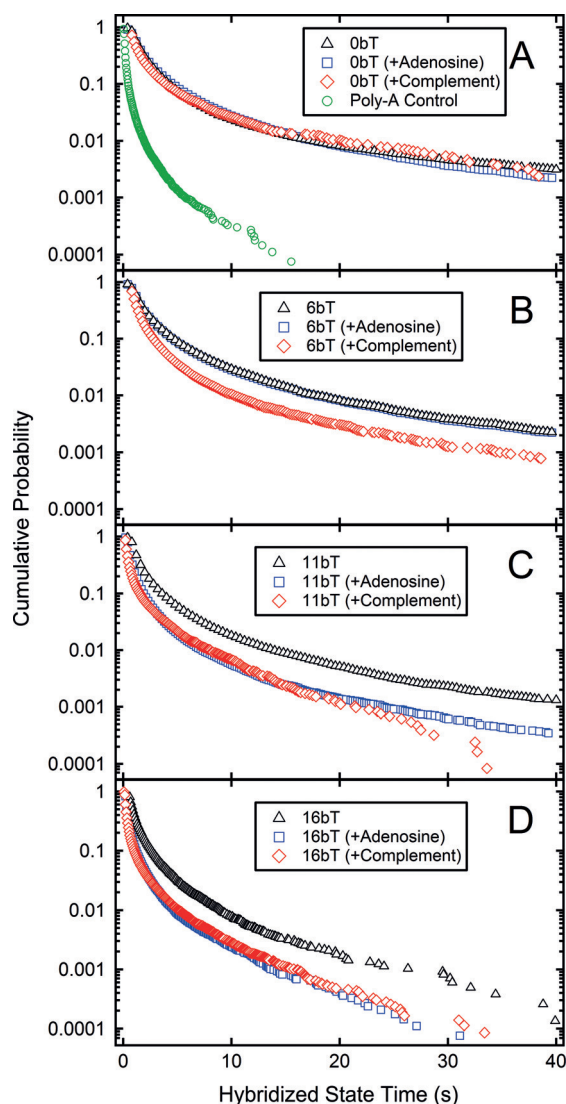 Cumulative Probability
A
0bT
0bT (+Adenosine)
0bT (+Complement)
Poly-A Control
1
0.1
0.01
0.001
0.0001
B
6bT
6bT (+Adenosine)
6bT (+Complement)
1
0.1
0.01
0.001
0.0001
C
11bT
11bT (+Adenosine)
11bT (+Complement)
1
0.1
0.01
0.001
0.0001
D
16bT
16bT (+Adenosine)
16bT (+Complement)
1
0.1
0.01
0.001
0.0001
0 10 20 30 40
Hybridized State Time (s)